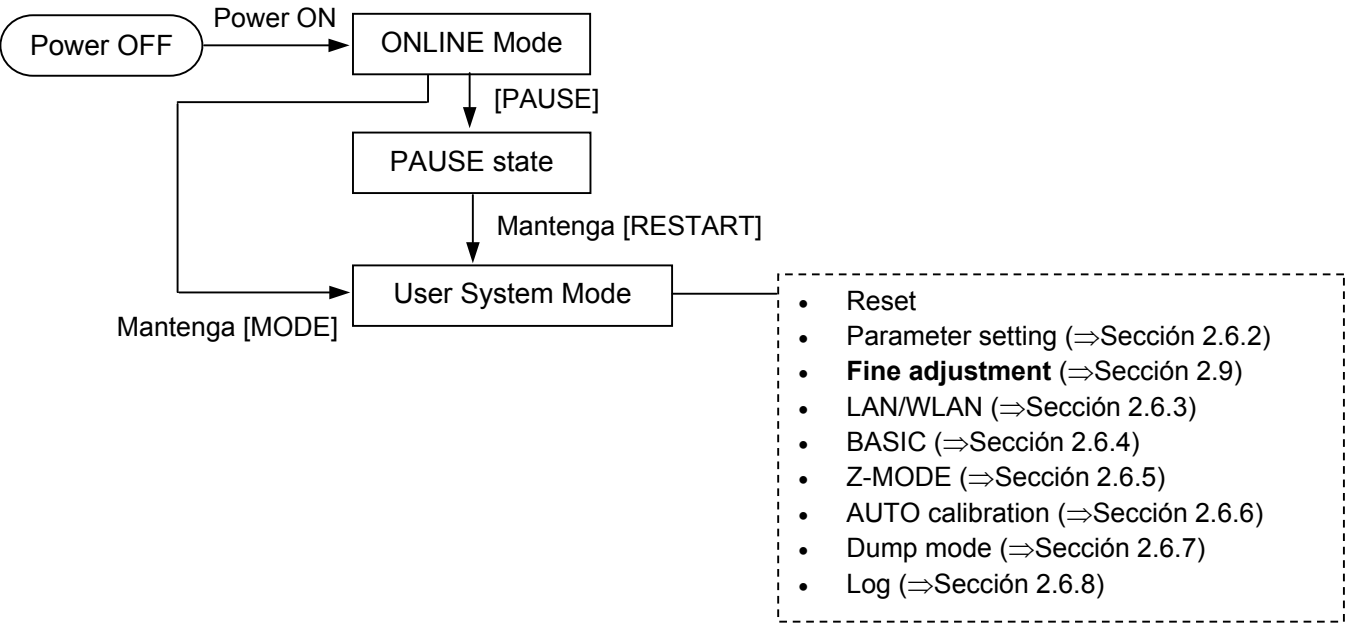 Power ON
Power OFF
ONLINE Mode
[PAUSE]
PAUSE state
Mantenga [RESTART]
User System Mode
Mantenga [MODE]
• Reset
• Parameter setting (⇒Sección 2.6.2)
• Fine adjustment (⇒Sección 2.9)
• LAN/WLAN (⇒Sección 2.6.3)
• BASIC (⇒Sección 2.6.4)
• Z-MODE (⇒Sección 2.6.5)
• AUTO calibration (⇒Sección 2.6.6)
• Dump mode (⇒Sección 2.6.7)
• Log (⇒Sección 2.6.8)